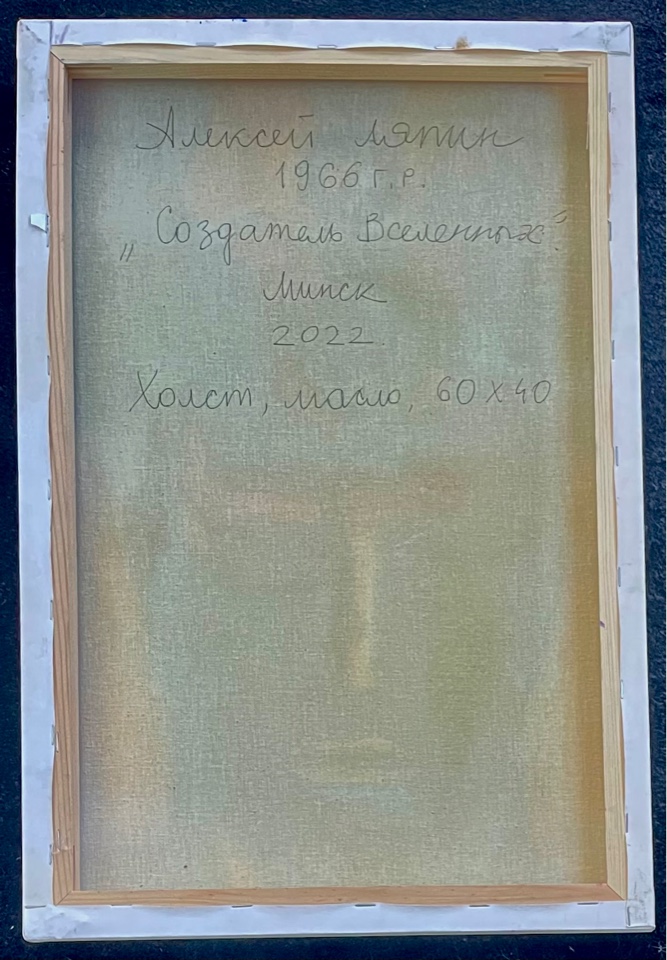 Алексей Ляпин
1966 г.р.
„Создатель Вселенных"
Минск
2022.
Холст, масло, 60 х 40